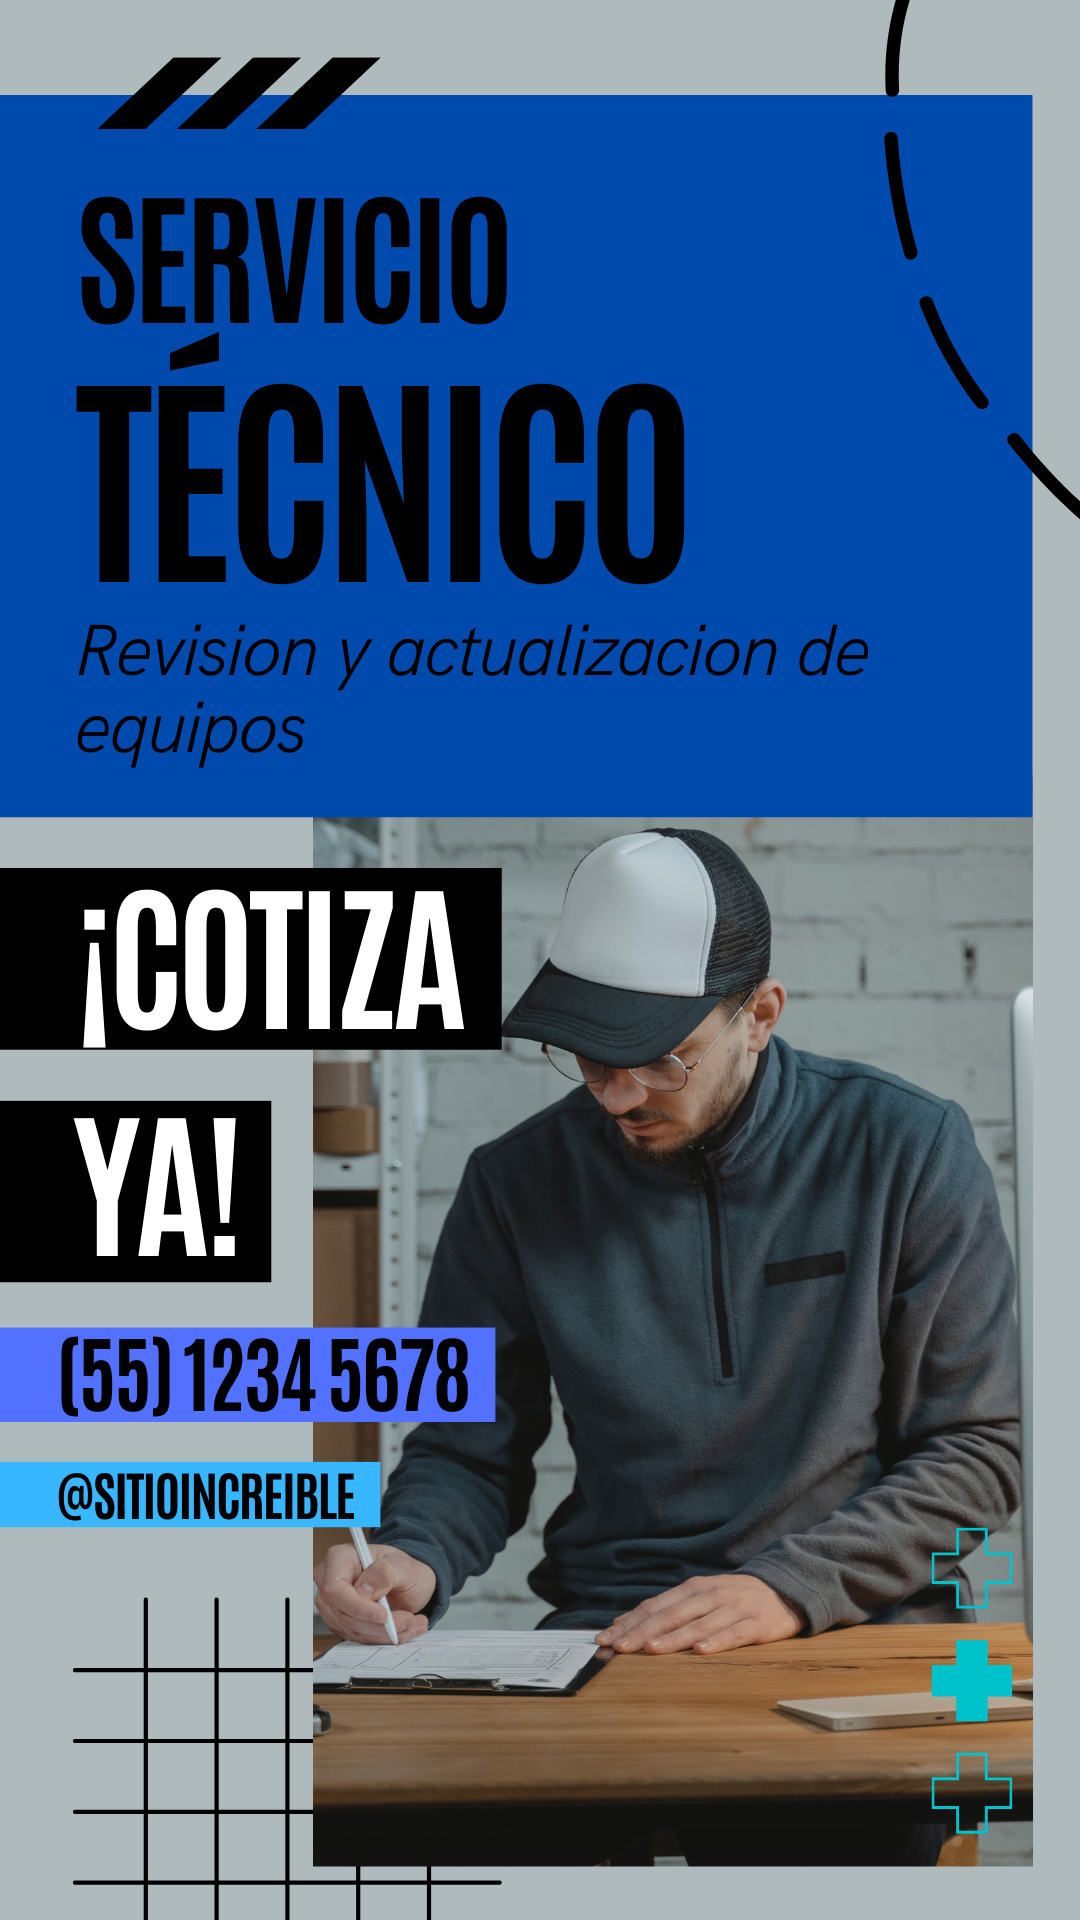 SERVICIO
TÉCNICO
Revision y actualizacion de
equipos
¡COTIZA
YA!
(55) 1234 5678
@SITIOINCREIBLE